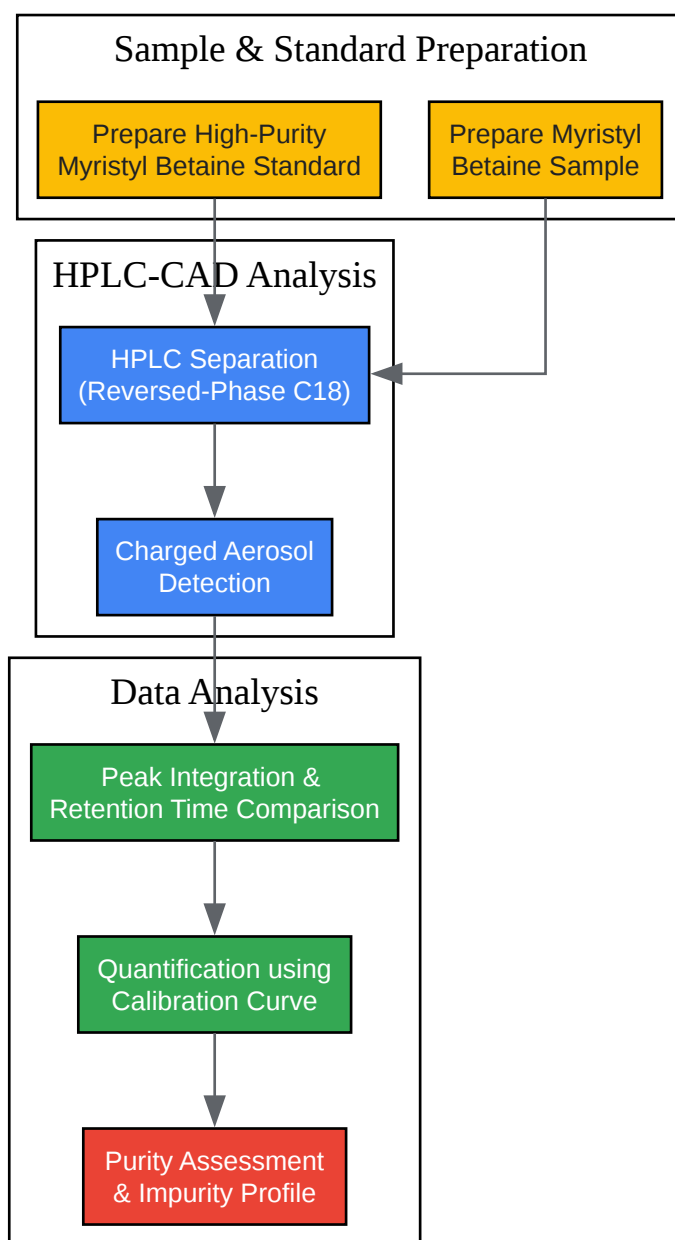 Sample & Standard Preparation
Prepare High-Purity
Myristyl Betaine Standard
Prepare Myristyl
Betaine Sample
HPLC-CAD Analysis
HPLC Separation
(Reversed-Phase C18)
Charged Aerosol
Detection
Data Analysis
Peak Integration &
Retention Time Comparison
Quantification using
Calibration Curve
Purity Assessment
& Impurity Profile